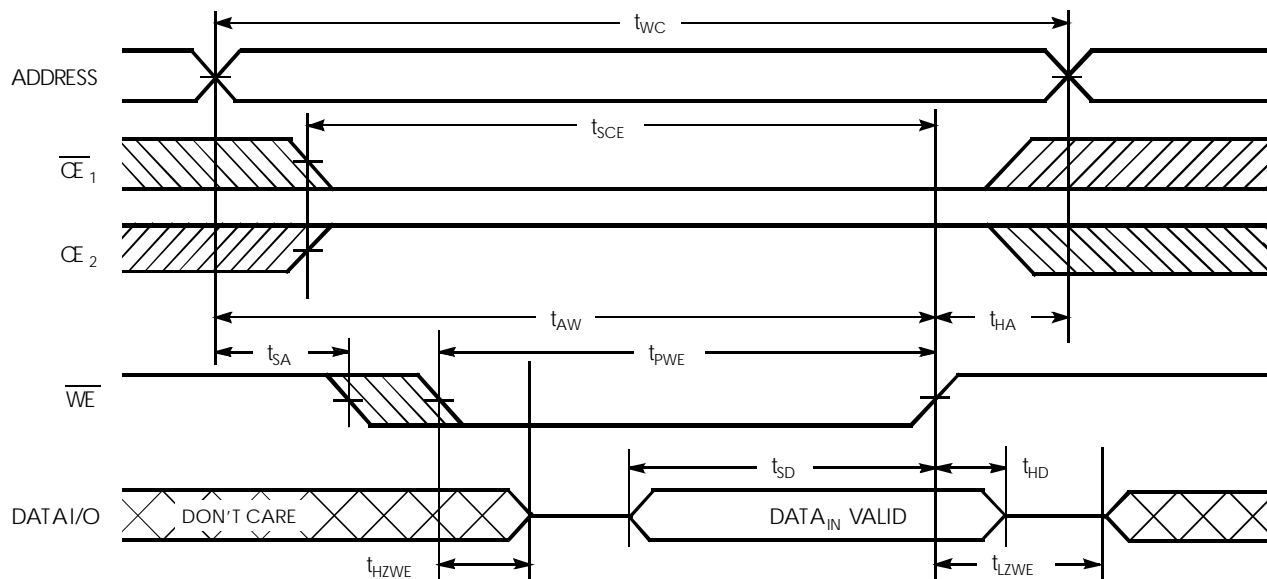 tWC
ADDRESS
tSCE
CE1
CE2
tAW
tHA
tSA
tPWE
WE
tSD
tHD
DATA I/O
DON'T CARE
DATAIN VALID
tHZWE
tLZWE